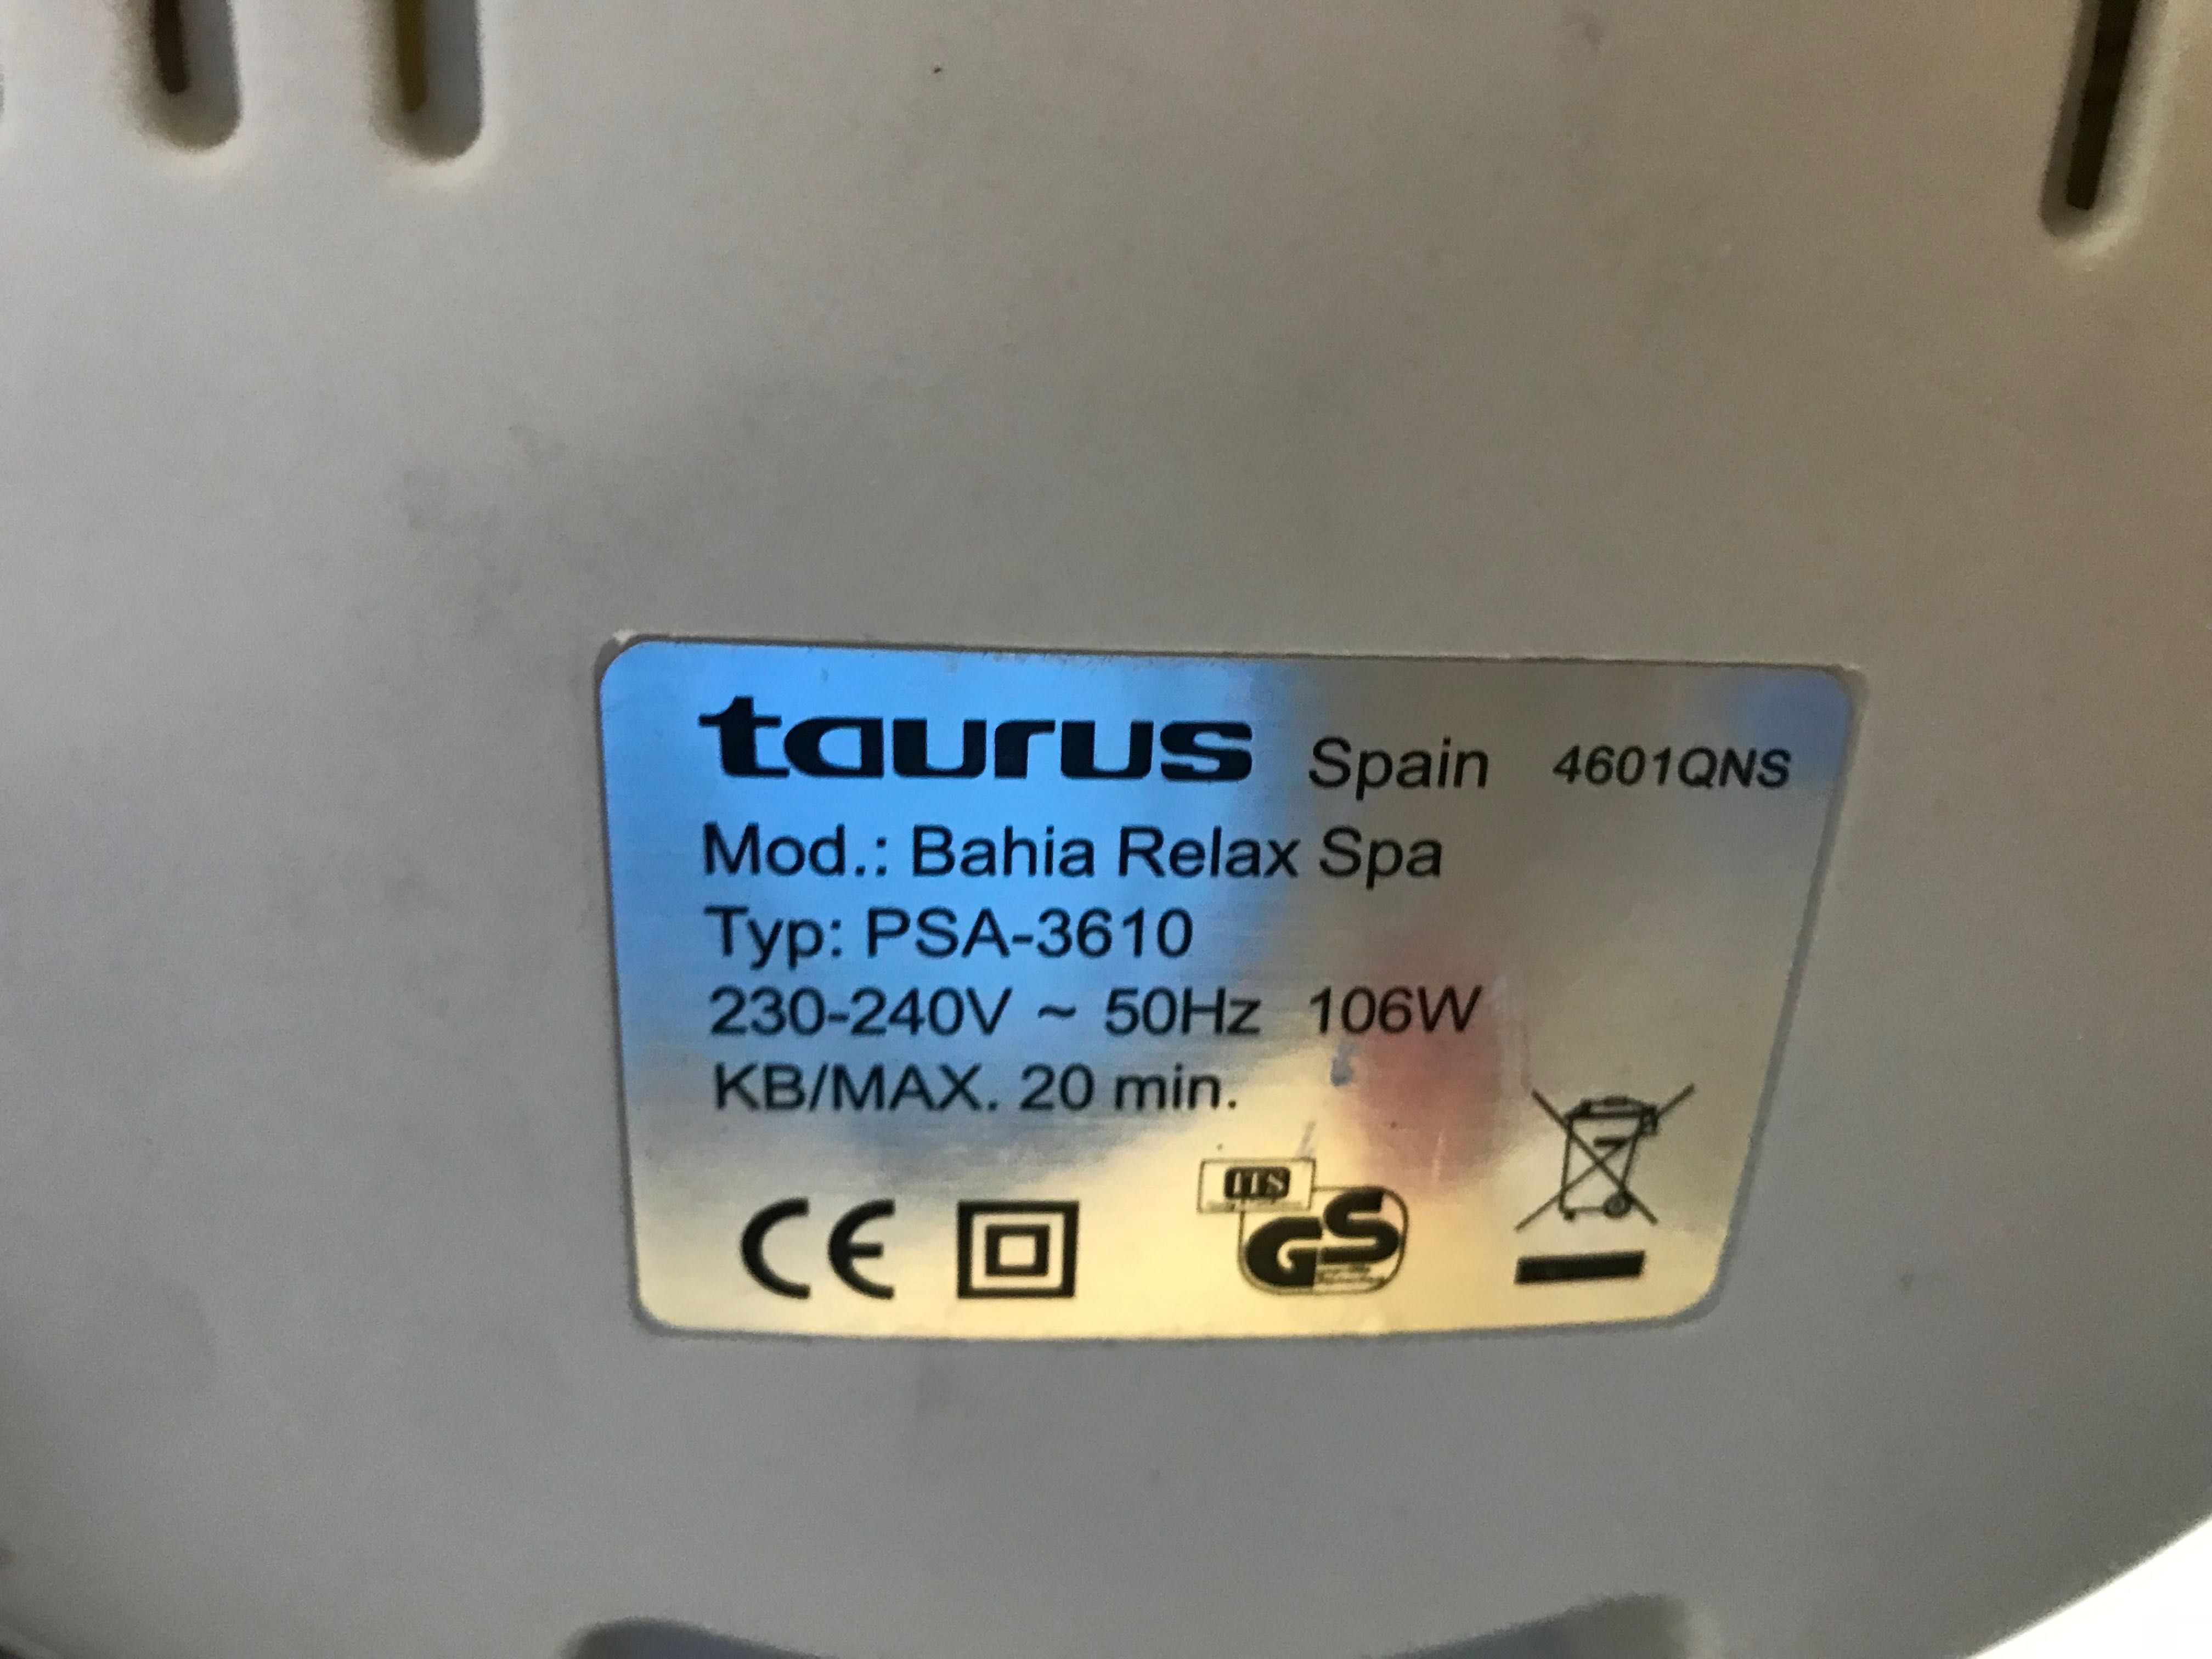 taurus Spain 4601QNS
Mod.: Bahia Relax Spa
Typ: PSA-3610
230-240V ~ 50Hz 106W
KB/MAX. 20 min.
CE ITS GS